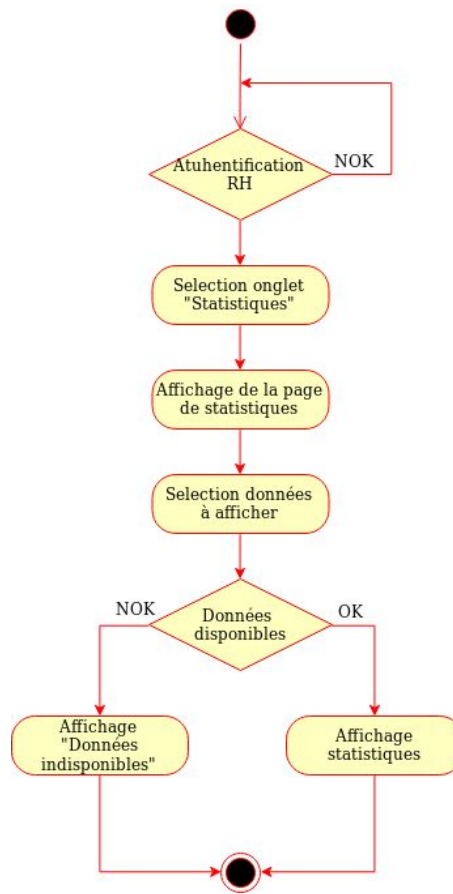 Atuhentification
RH
NOK
Selection onglet
"Statistiques"
Affichage de la page
de statistiques
Selection données
à afficher
NOK
Données
disponibles
OK
Affichage
"Données
indisponibles"
Affichage
statistiques